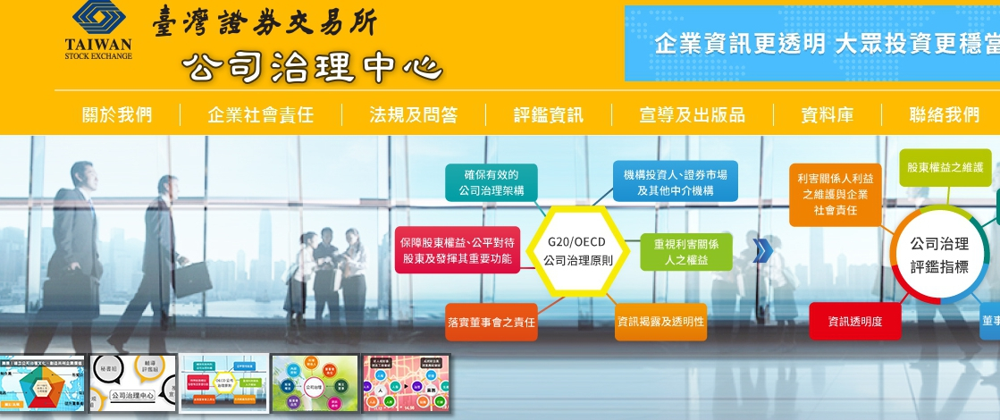 臺灣證券交易所
TAIWAN
STOCK EXCHANGE
公司治理中心
企業資訊更透明 大眾投資更穩當
關於我們
企業社會責任
法規及問答
評鑑資訊
宣導及出版品
資料庫
聯絡我們
確保有效的
公司治理架構
機構投資人、證券市場
及其他中介機構
保障股東權益、公平對待
股東及發揮其重要功能
G20/OECD
公司治理原則
重視利害關係
人之權益
落實董事會之責任
資訊揭露及透明性
利害關係人利益
之維護與企業
社會責任
股東權益之維護
公司治理
評鑑指標
資訊透明度
董事
秘書組
輔導
評鑑組
公司治理中心
公司治理